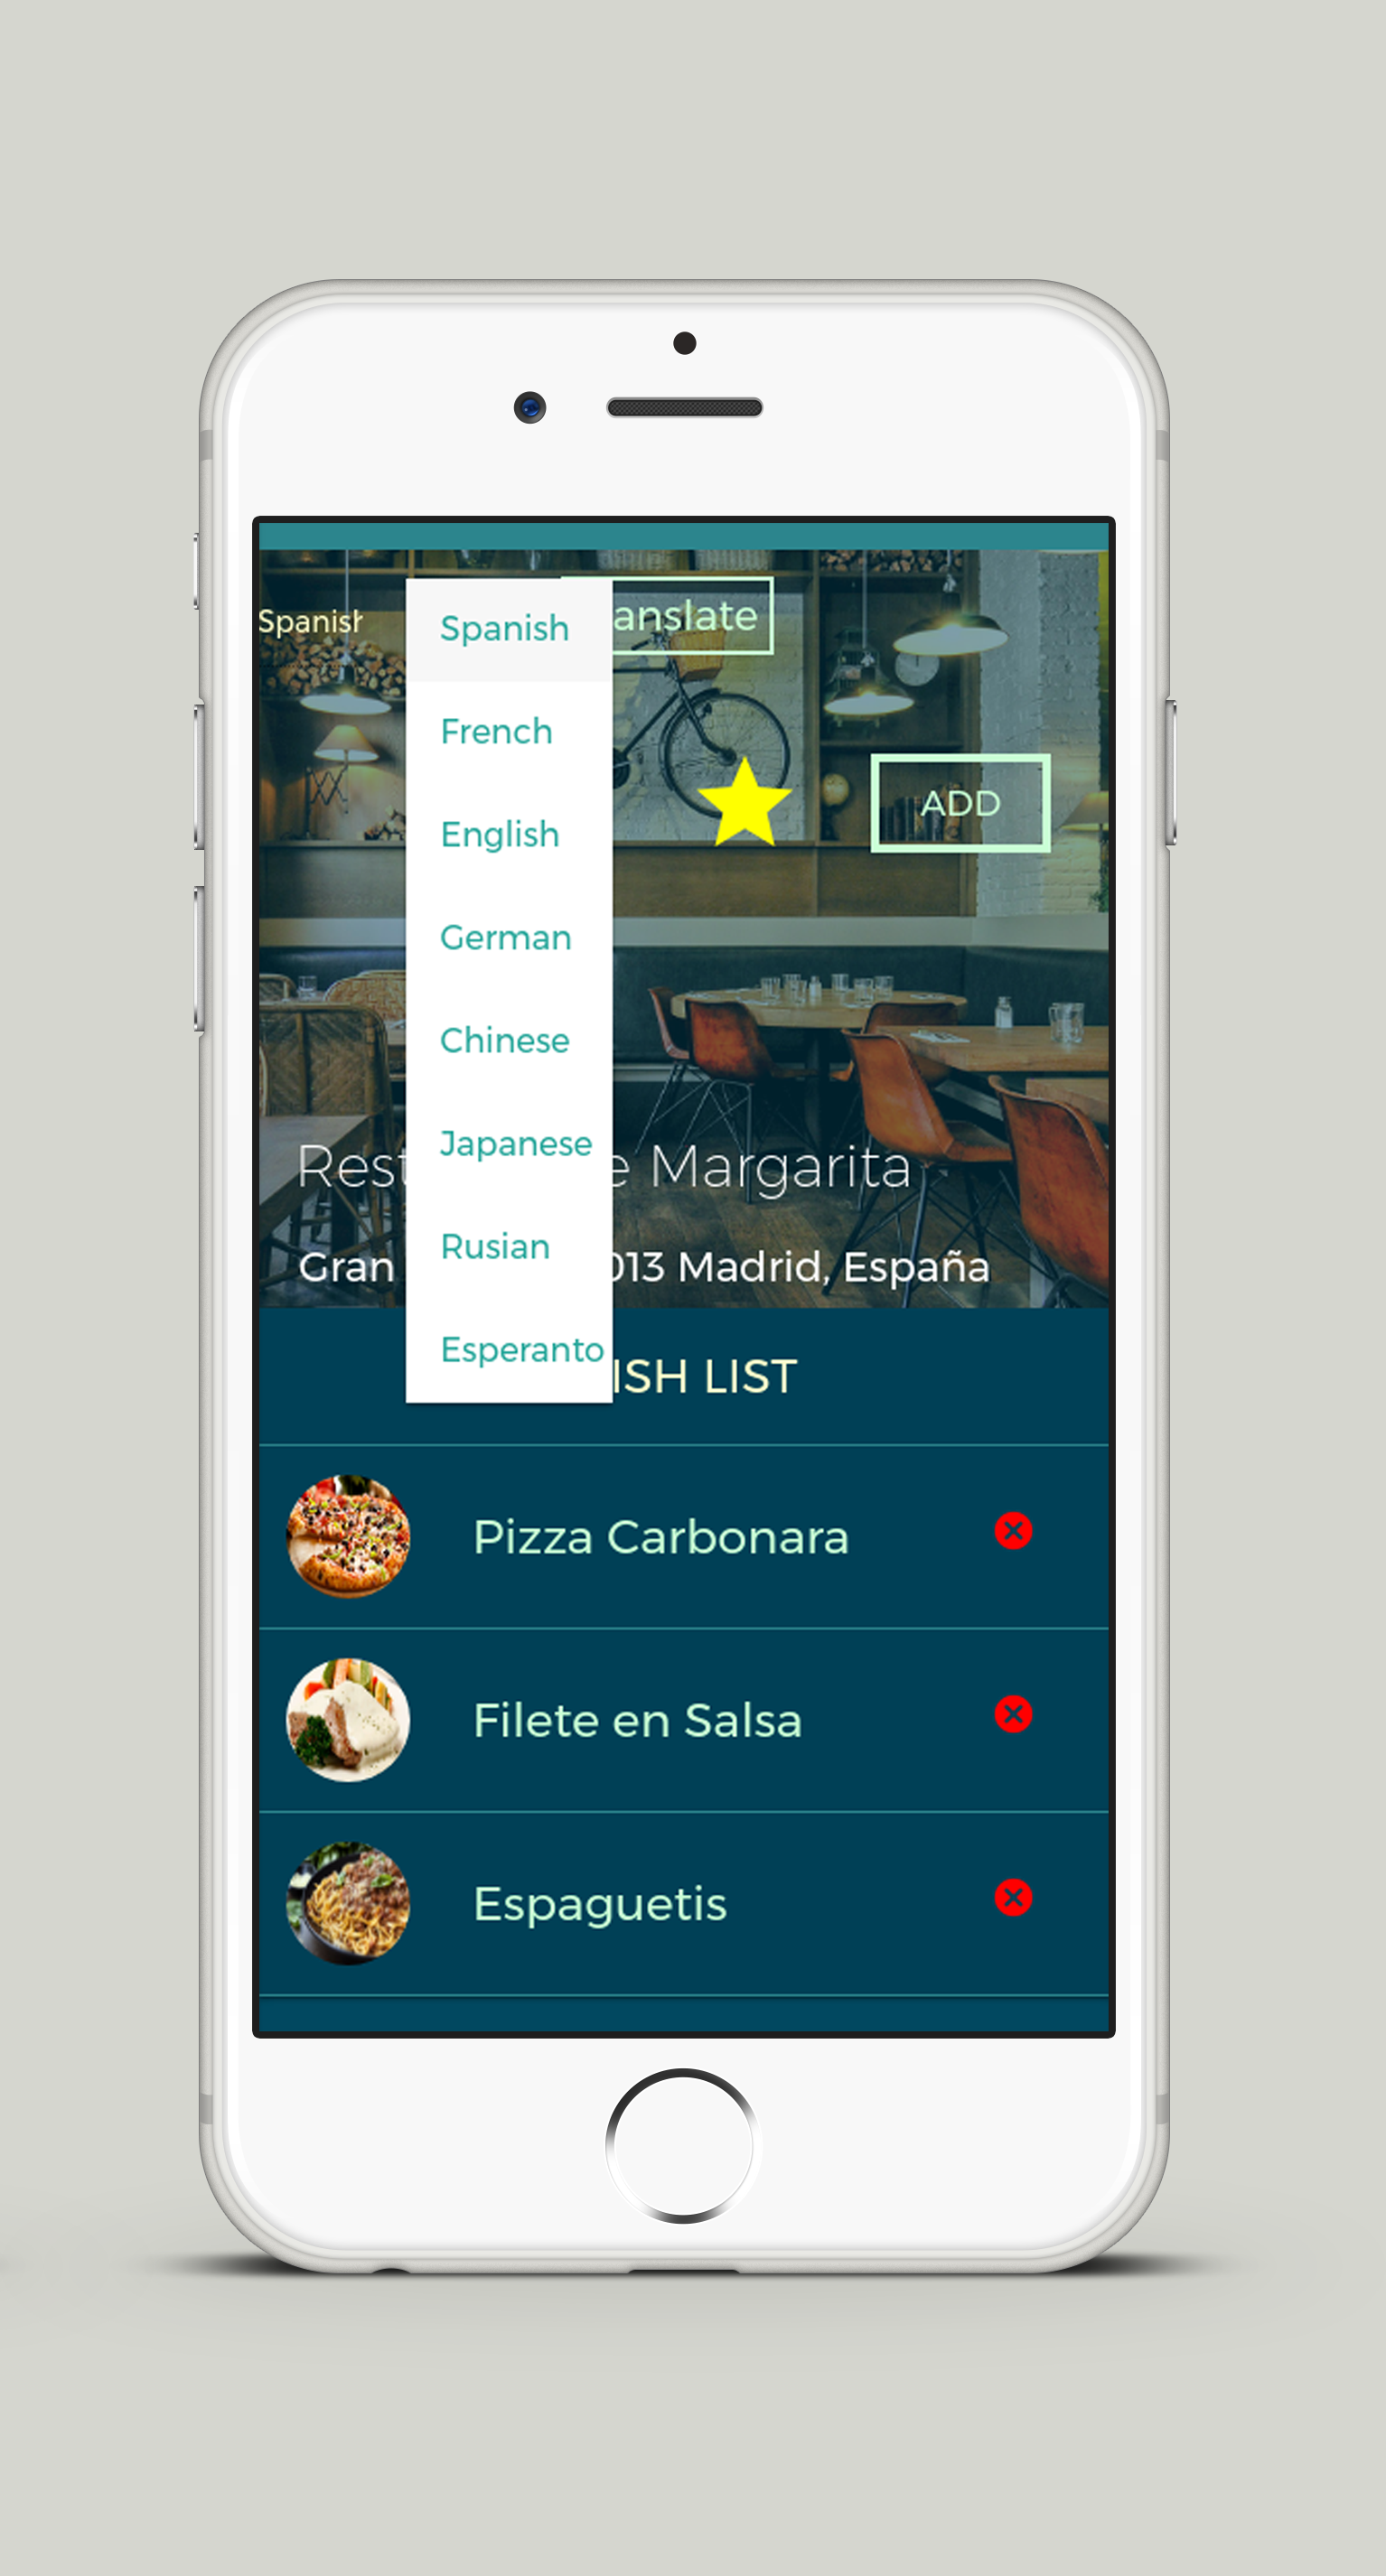 Spanish
Spanish
anslate
French
ADD
English
German
Chinese
Japanese
Rest e Margarita
Rusian
Gran 013 Madrid, España
Esperanto
ISH LIST
Pizza Carbonara
Filete en Salsa
Espaguetis